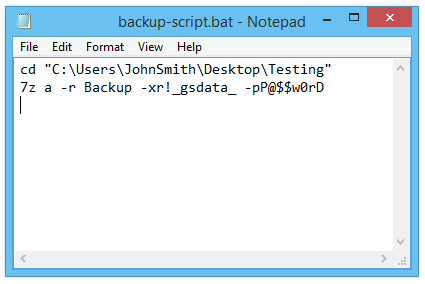 backup-script.bat - Notepad
File Edit Format View Help
cd "C:\Users\JohnSmith\Desktop\Testing"
7z a -r Backup -xr!_gsdata_ -pP@$$w0rD